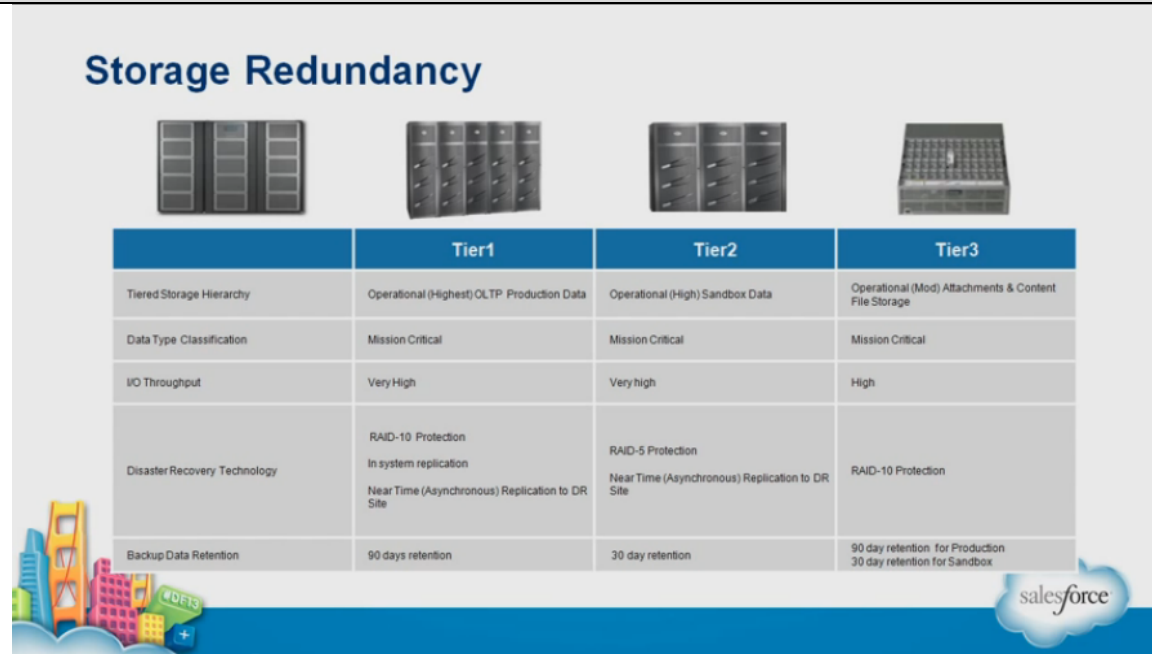 Storage Redundancy
Tier1
Tier2
Tier3
Tiered Storage Hierarchy
Operational (Highest) OLTP Production Data
Operational (High) Sandbox Data
Operational (Mod) Attachments & Content
File Storage
Data Type Classification
Mission Critical
Mission Critical
Mission Critical
I/O Throughput
Very High
Very high
High
Disaster Recovery Technology
RAID-10 Protection
In system replication
Near Time (Asynchronous) Replication to DR
Site
RAID-5 Protection
Near Time (Asynchronous) Replication to DR
Site
RAID-10 Protection
Backup Data Retention
90 days retention
30 day retention
90 day retention for Production
30 day retention for Sandbox
#DF13
salesforce